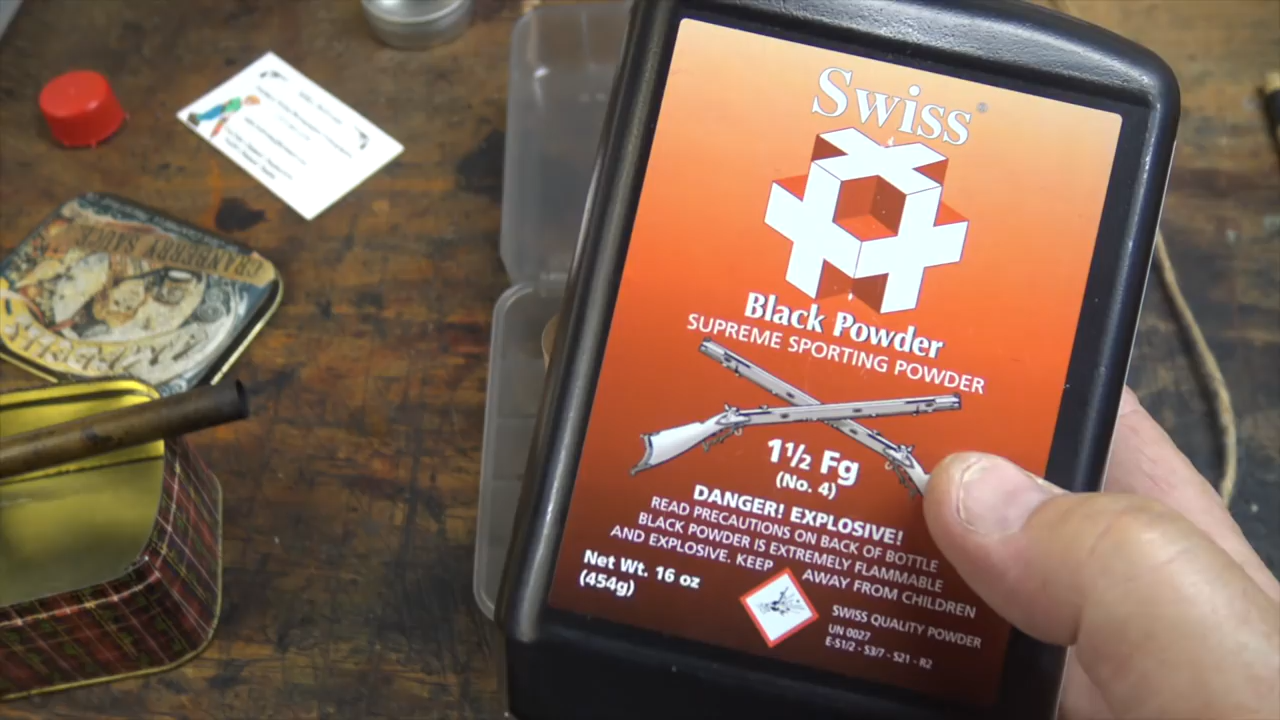 Swiss®
Black Powder
SUPREME SPORTING POWDER
1½ Fg
(No. 4)
DANGER! EXPLOSIVE!
READ PRECAUTIONS ON BACK OF BOTTLE
BLACK POWDER IS EXTREMELY FLAMMABLE
AND EXPLOSIVE. KEEP AWAY FROM CHILDREN
Net Wt. 16 oz
(454g)
SWISS QUALITY POWDER
UN 0027
E-S1/2 - S3/7 - S21 - R2
CRANBERRY SAUCE